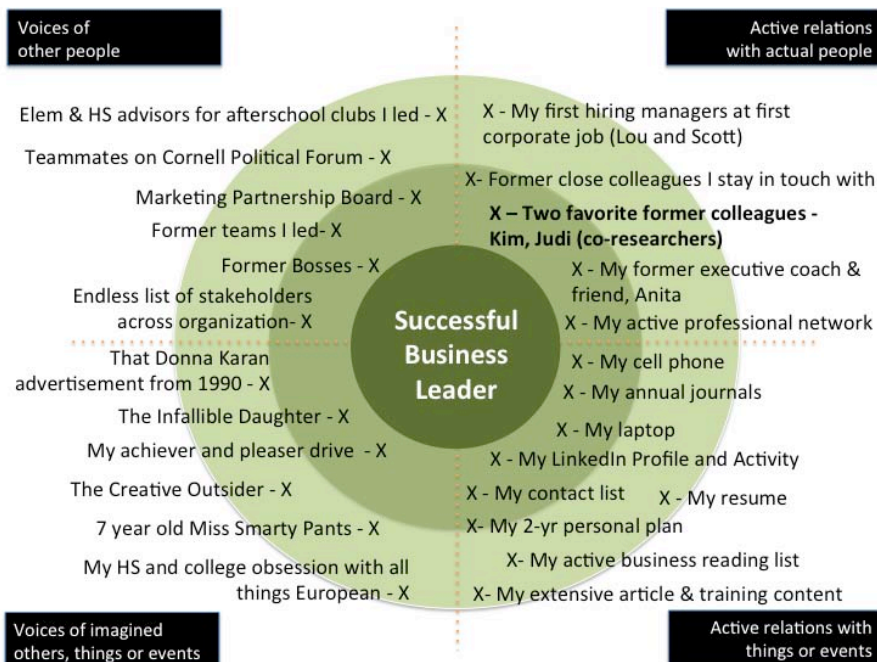 Voices of
other people
Active relations
with actual people
Elem & HS advisors for afterschool clubs I led - X
Teammates on Cornell Political Forum - X
Marketing Partnership Board - X
Former teams I led- X
Former Bosses - X
Endless list of stakeholders
across organization- X
X - My first hiring managers at first
corporate job (Lou and Scott)
X- Former close colleagues I stay in touch with
X – Two favorite former colleagues -
Kim, Judi (co-researchers)
X - My former executive coach &
friend, Anita
X - My active professional network
Successful
Business
Leader
That Donna Karan
advertisement from 1990 - X
The Infallible Daughter - X
My achiever and pleaser drive - X
The Creative Outsider - X
7 year old Miss Smarty Pants - X
My HS and college obsession with all
things European - X
X - My cell phone
X - My annual journals
X - My laptop
X - My LinkedIn Profile and Activity
X - My contact list
X - My resume
X- My 2-yr personal plan
X- My active business reading list
X- My extensive article & training content
Voices of imagined
others, things or events
Active relations with
things or events